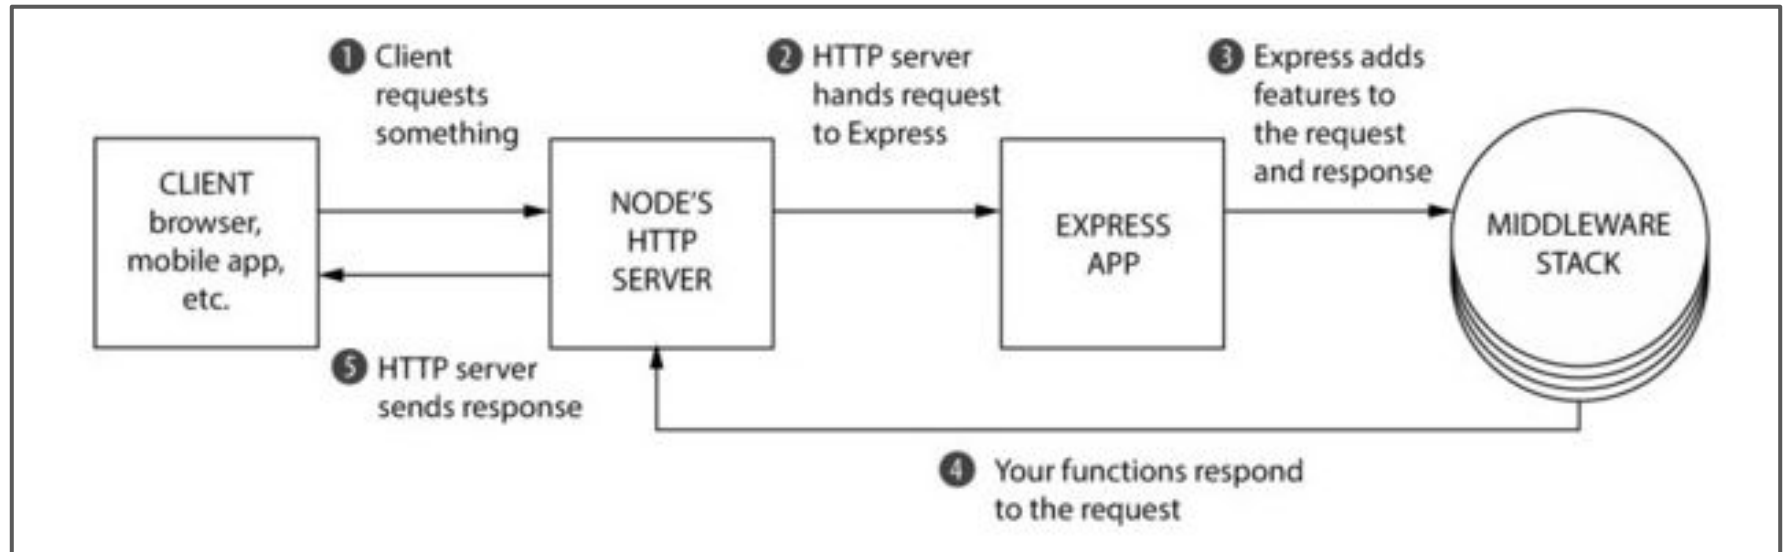 1 Client
requests
something
2 HTTP server
hands request
to Express
3 Express adds
features to
the request
and response
CLIENT
browser,
mobile app,
etc.
NODE'S
HTTP
SERVER
EXPRESS
APP
MIDDLEWARE
STACK
5 HTTP server
sends response
4 Your functions respond
to the request